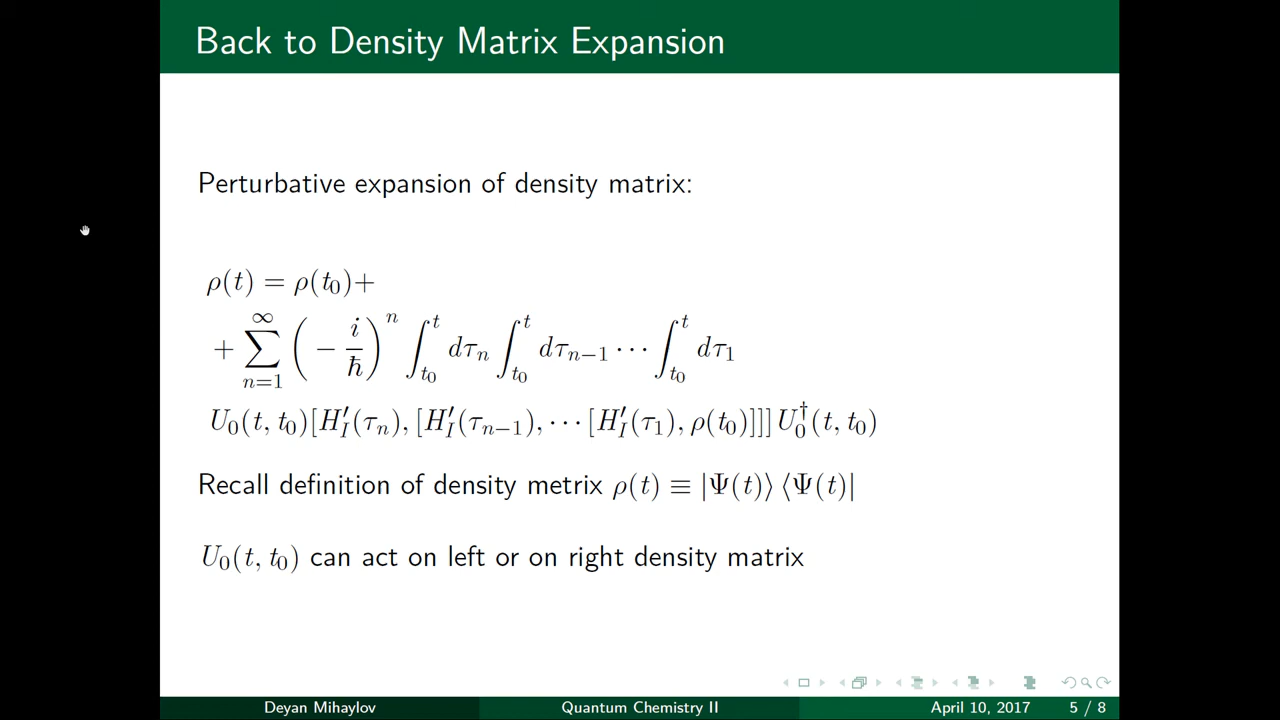 Back to Density Matrix Expansion
Perturbative expansion of density matrix:
ρ(t) = ρ(t₀)+
+ ∑_{n=1}^{∞} (− i/ħ)^n ∫_{t₀}^{t} dτ_n ∫_{t₀}^{t} dτ_{n−1} ··· ∫_{t₀}^{t} dτ₁
U₀(t, t₀)[H′_I(τ_n), [H′_I(τ_{n−1}), ··· [H′_I(τ₁), ρ(t₀)]]] U₀†(t, t₀)
Recall definition of density metrix ρ(t) ≡ |Ψ(t)⟩ ⟨Ψ(t)|
U₀(t, t₀) can act on left or on right density matrix
Deyan Mihaylov Quantum Chemistry II April 10, 2017 5 / 8